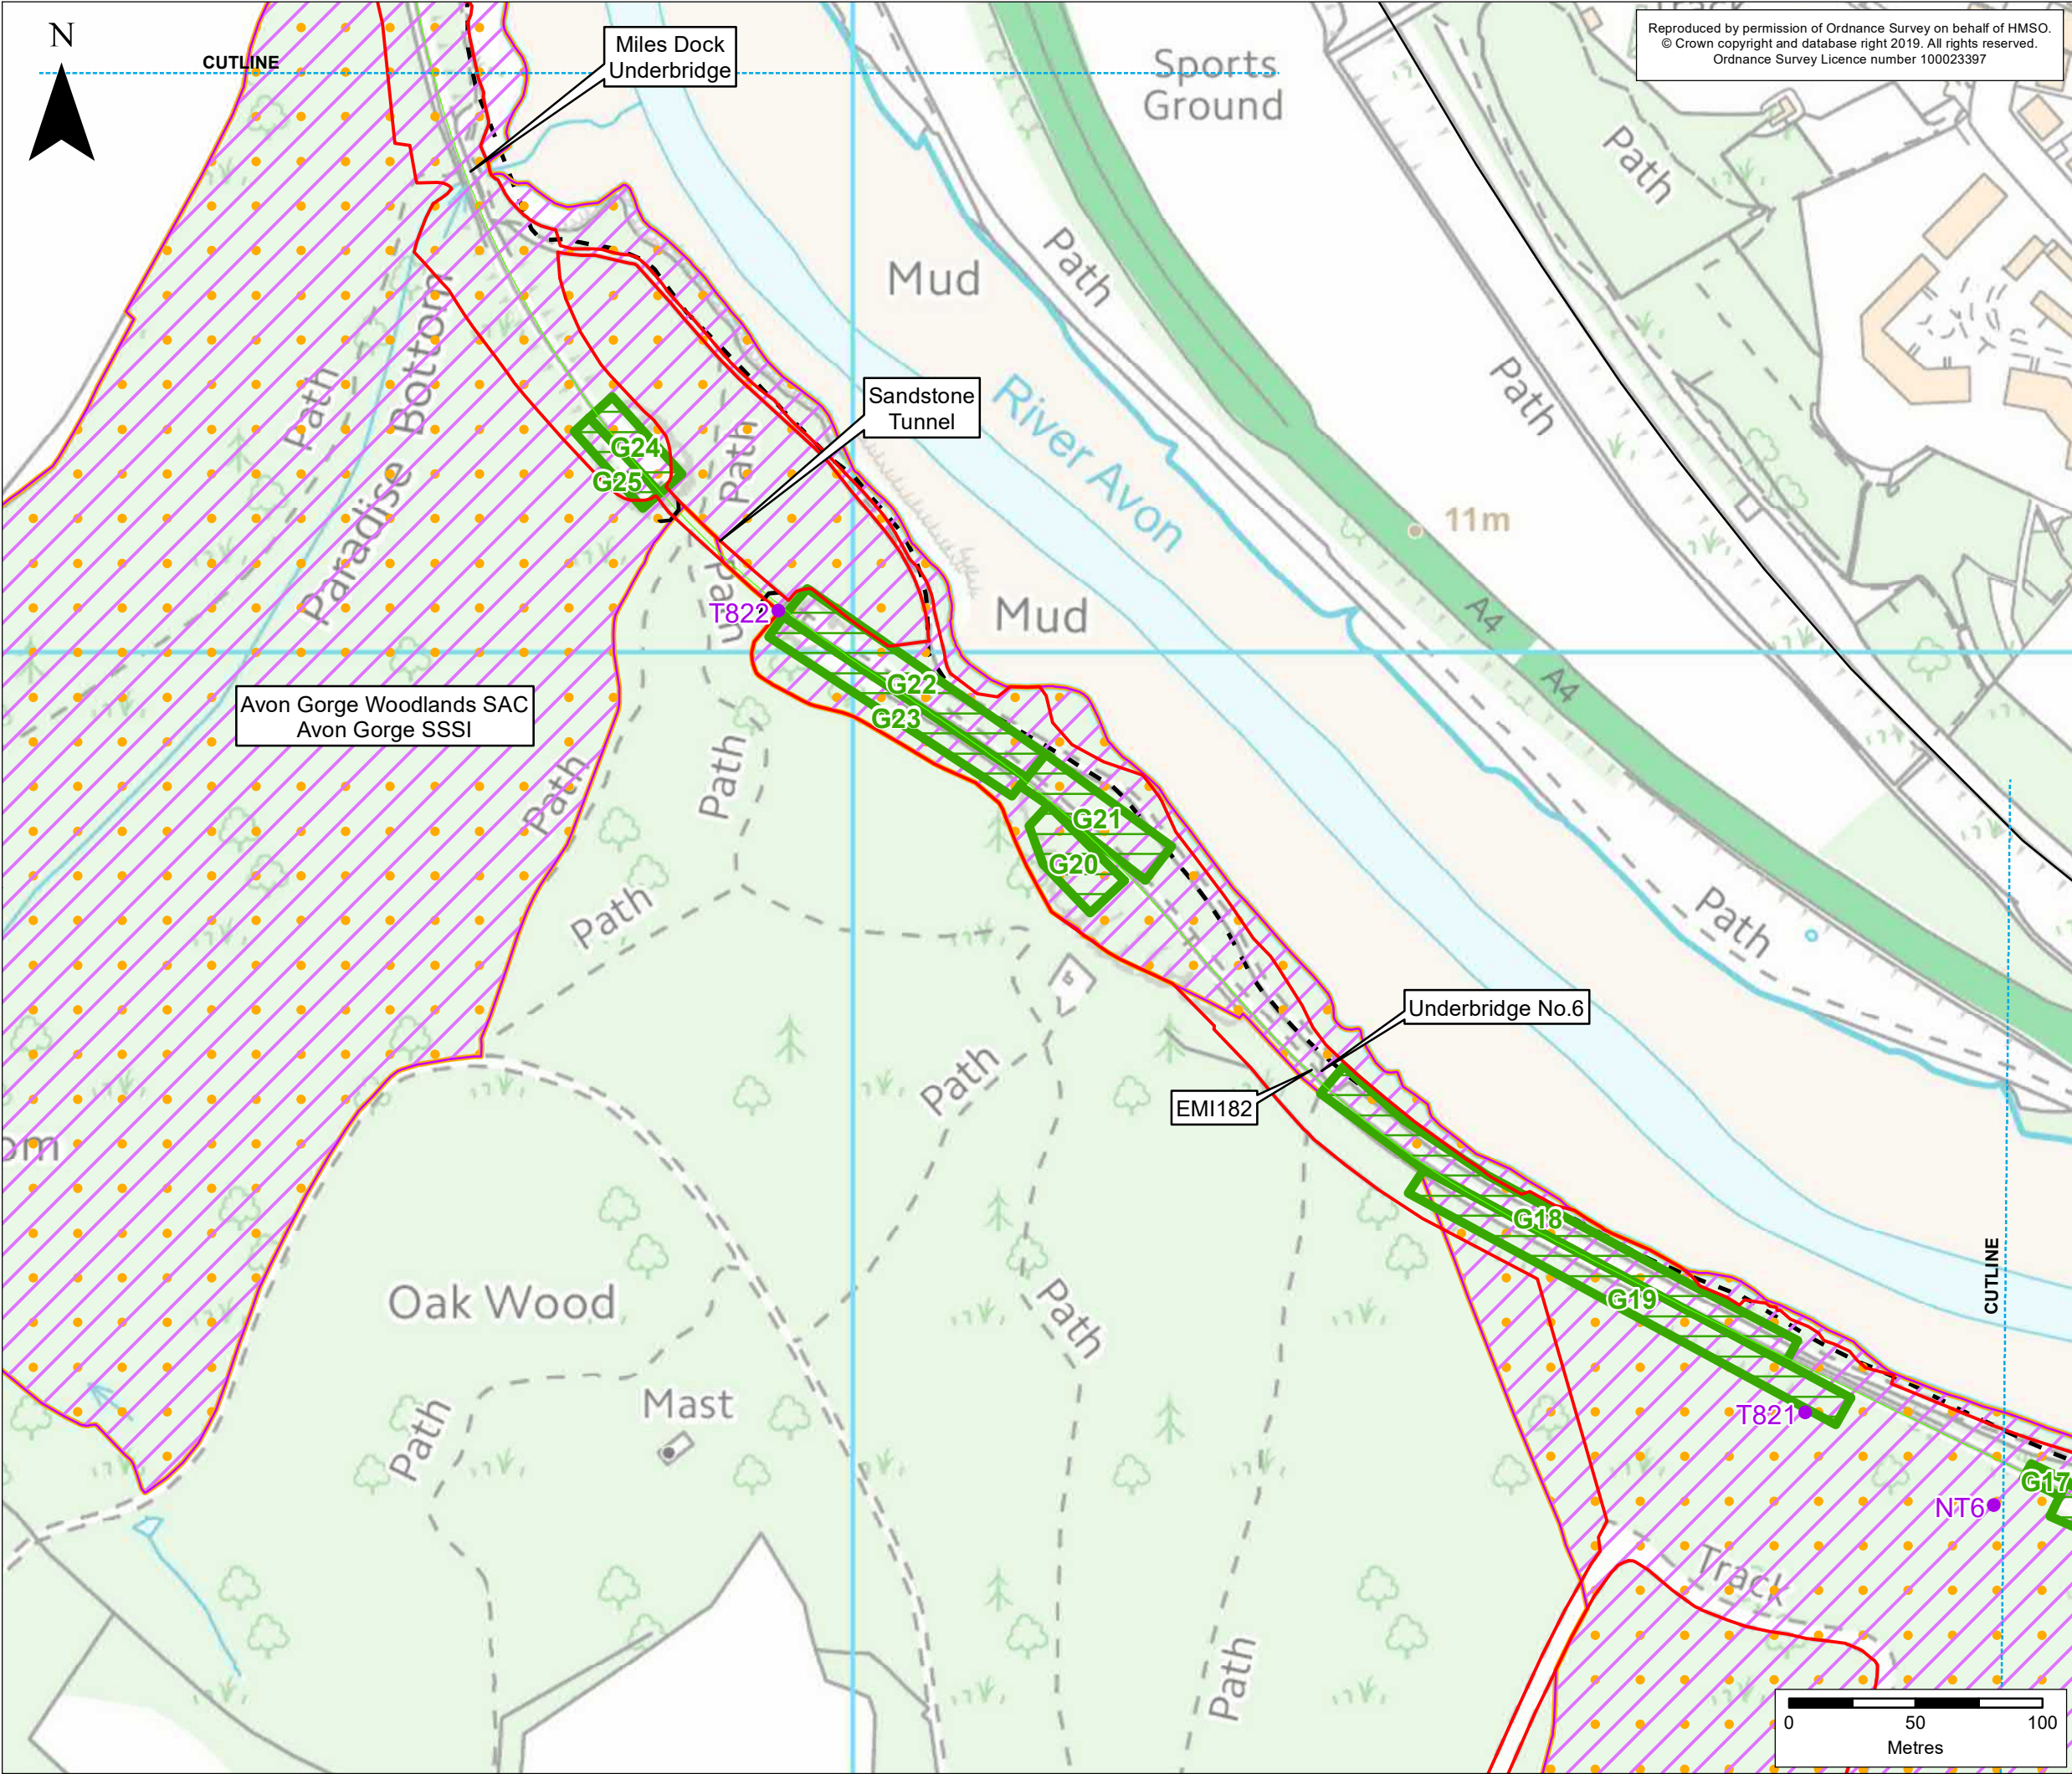 N
CUTLINE
Miles Dock
Underbridge
Sports
Ground
Track
Reproduced by permission of Ordnance Survey on behalf of HMSO.
© Crown copyright and database right 2019. All rights reserved.
Ordnance Survey Licence number 100023397
Path
Path
Mud
Path
Path
Paradise Bottom
Sandstone
Tunnel
River Avon
G24
G25
Path
11m
Path
T822
Mud
A4
A4
Avon Gorge Woodlands SAC
Avon Gorge SSSI
G22
G23
Path
Path
G21
G20
Path
Path
Underbridge No.6
Path
EMI182
om
G18
G19
CUTLINE
Oak Wood
Path
Mast
Path
T821
G17
NT6
Track
Path
0
50
100
Metres